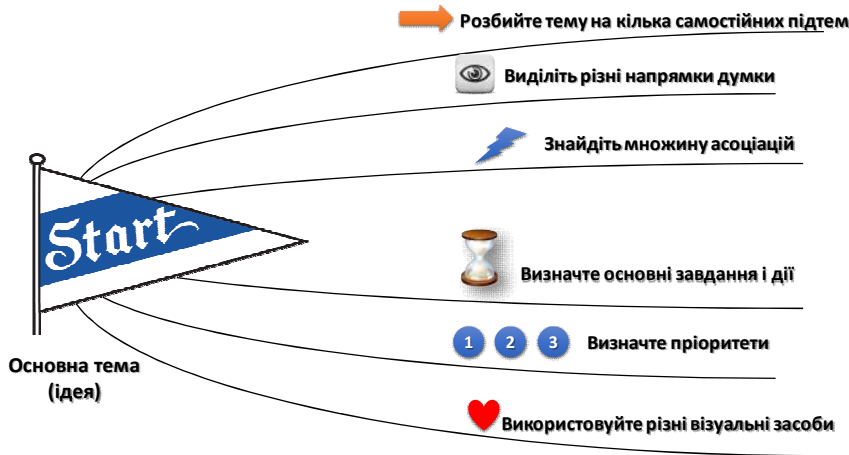 Розбийте тему на кілька самостійних підтем
Виділіть різні напрямки думки
Знайдіть множину асоціацій
Start
Визначте основні завдання і дії
1 2 3 Визначте пріоритети
Основна тема
(ідея)
Використовуйте різні візуальні засоби